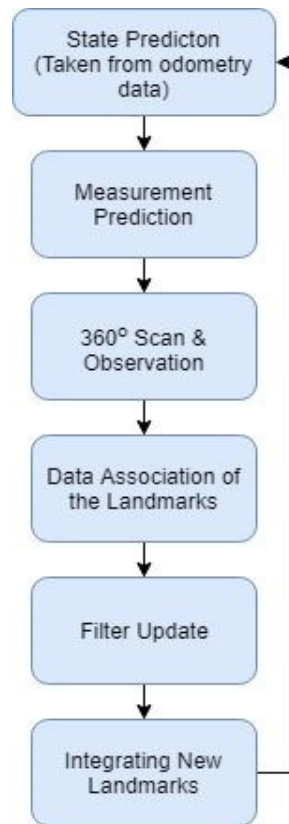 State Predicton
(Taken from odometry
data)
Measurement
Prediction
360° Scan &
Observation
Data Association of
the Landmarks
Filter Update
Integrating New
Landmarks